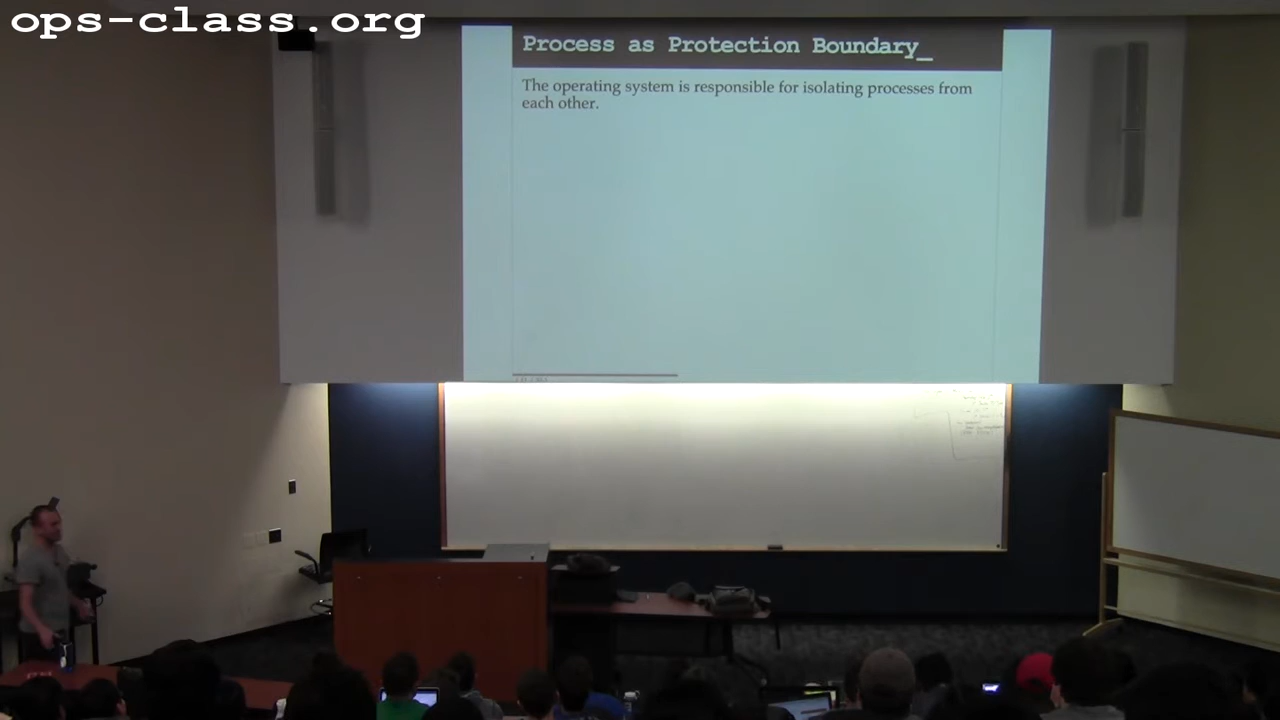 ops-class.org
Process as Protection Boundary_
The operating system is responsible for isolating processes from
each other.